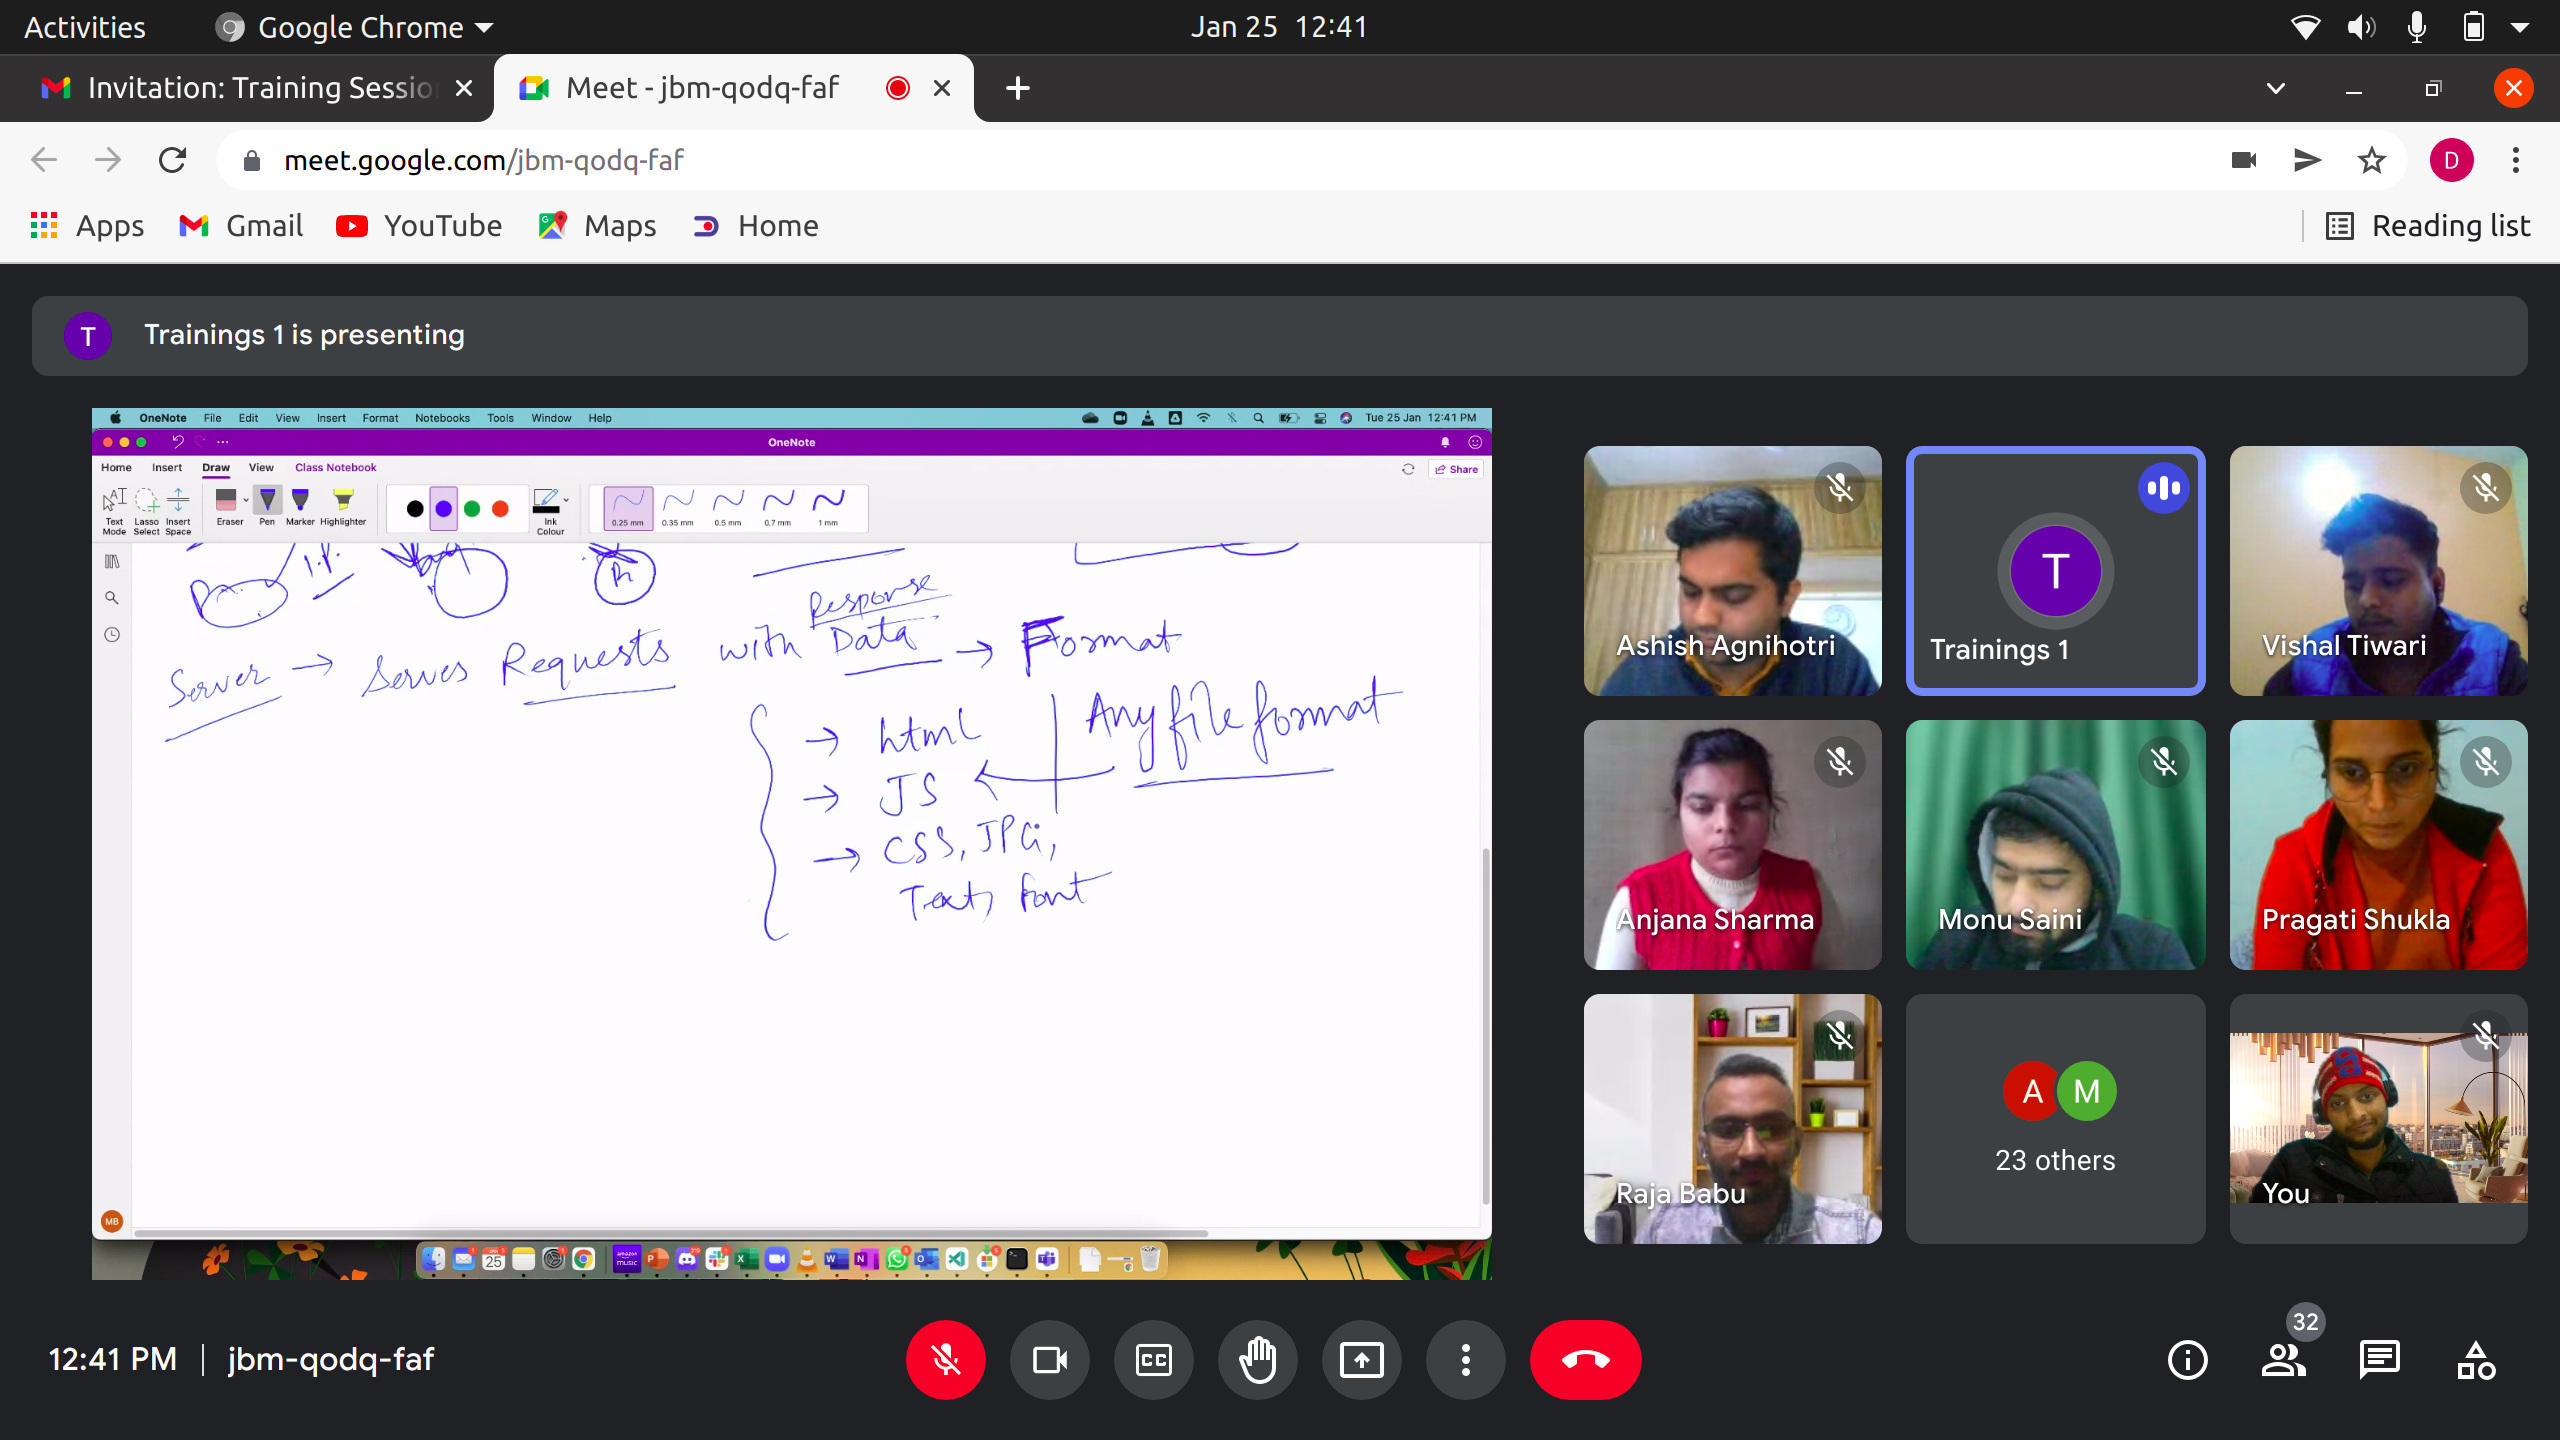 Activities Google Chrome Jan 25 12:41
Invitation: Training Sessio Meet - jbm-qodq-faf
meet.google.com/jbm-qodq-faf D
Apps Gmail YouTube Maps Home Reading list
T Trainings 1 is presenting
OneNote File Edit View Insert Format Notebooks Tools Window Help Tue 25 Jan 12:41 PM
OneNote
Home Insert Draw View Class Notebook Share
Text Mode Lasso Select Insert Space Eraser Pen Marker Highlighter Ink Colour 0.25 mm 0.35 mm 0.5 mm 0.7 mm 1 mm
Response
Server → Serves Requests with Data → Format
→ html Any file format
→ JS
→ CSS, JPG,
Text, Font
MB
Ashish Agnihotri
T
Trainings 1
Vishal Tiwari
Anjana Sharma
Monu Saini
Pragati Shukla
Raja Babu
A M
23 others
You
12:41 PM | jbm-qodq-faf
32